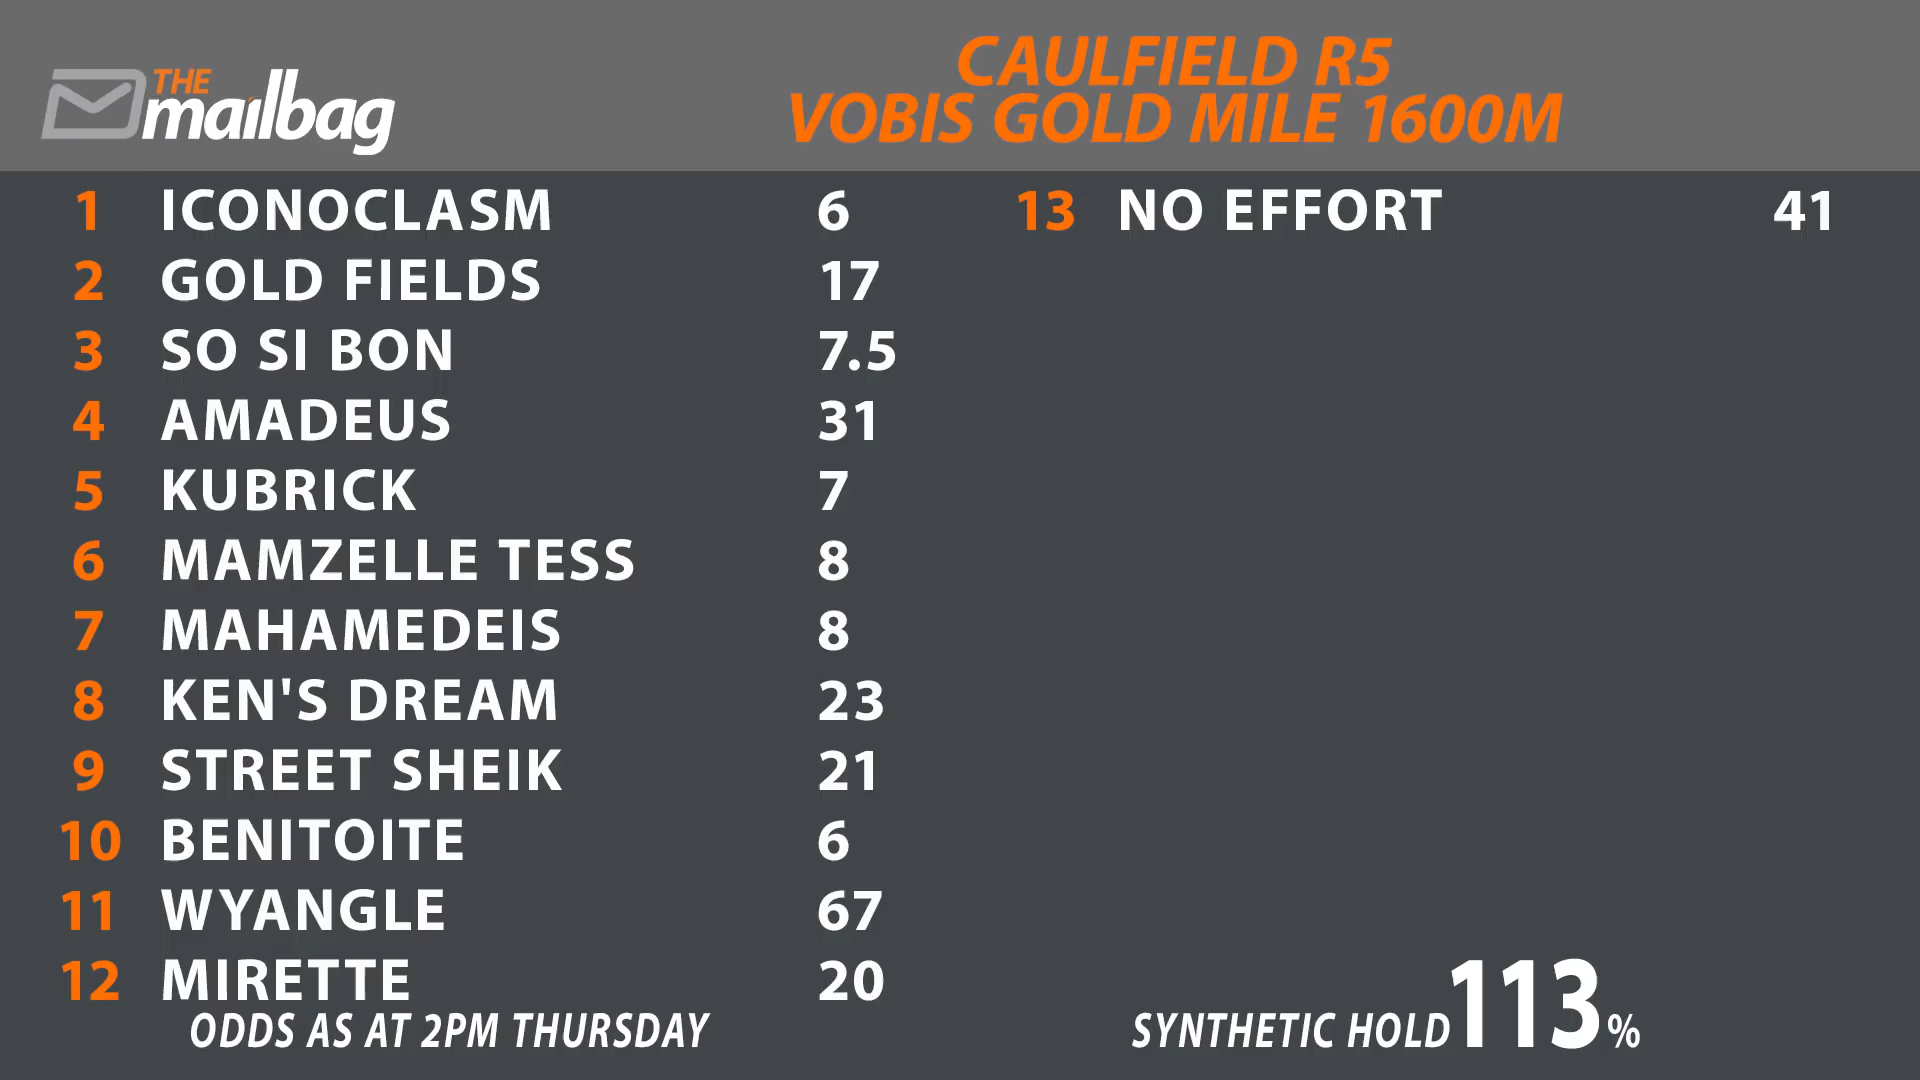 THE
mailbag
CAULFIELD R5
VOBIS GOLD MILE 1600M
1 ICONOCLASM 6
2 GOLD FIELDS 17
3 SO SI BON 7.5
4 AMADEUS 31
5 KUBRICK 7
6 MAMZELLE TESS 8
7 MAHAMEDEIS 8
8 KEN'S DREAM 23
9 STREET SHEIK 21
10 BENITOITE 6
11 WYANGLE 67
12 MIRETTE 20
13 NO EFFORT 41
ODDS AS AT 2PM THURSDAY
SYNTHETIC HOLD 113%